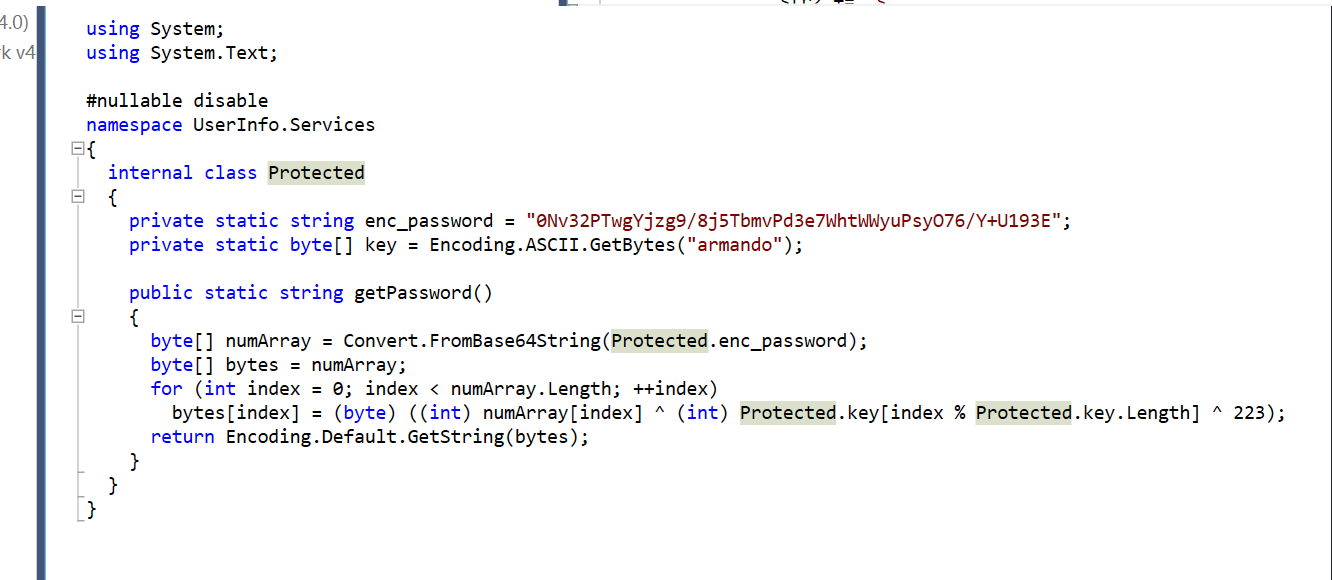 4.0)
using System;
rk v4
using System.Text;
#nullable disable
namespace UserInfo.Services
{
internal class Protected
{
private static string enc_password = "0Nv32PTwgYjzg9/8j5TbmvPd3e7WhtWWyuPsyO76/Y+U193E";
private static byte[] key = Encoding.ASCII.GetBytes("armando");
public static string getPassword()
{
byte[] numArray = Convert.FromBase64String(Protected.enc_password);
byte[] bytes = numArray;
for (int index = 0; index < numArray.Length; ++index)
bytes[index] = (byte) ((int) numArray[index] ^ (int) Protected.key[index % Protected.key.Length] ^ 223);
return Encoding.Default.GetString(bytes);
}
}
}